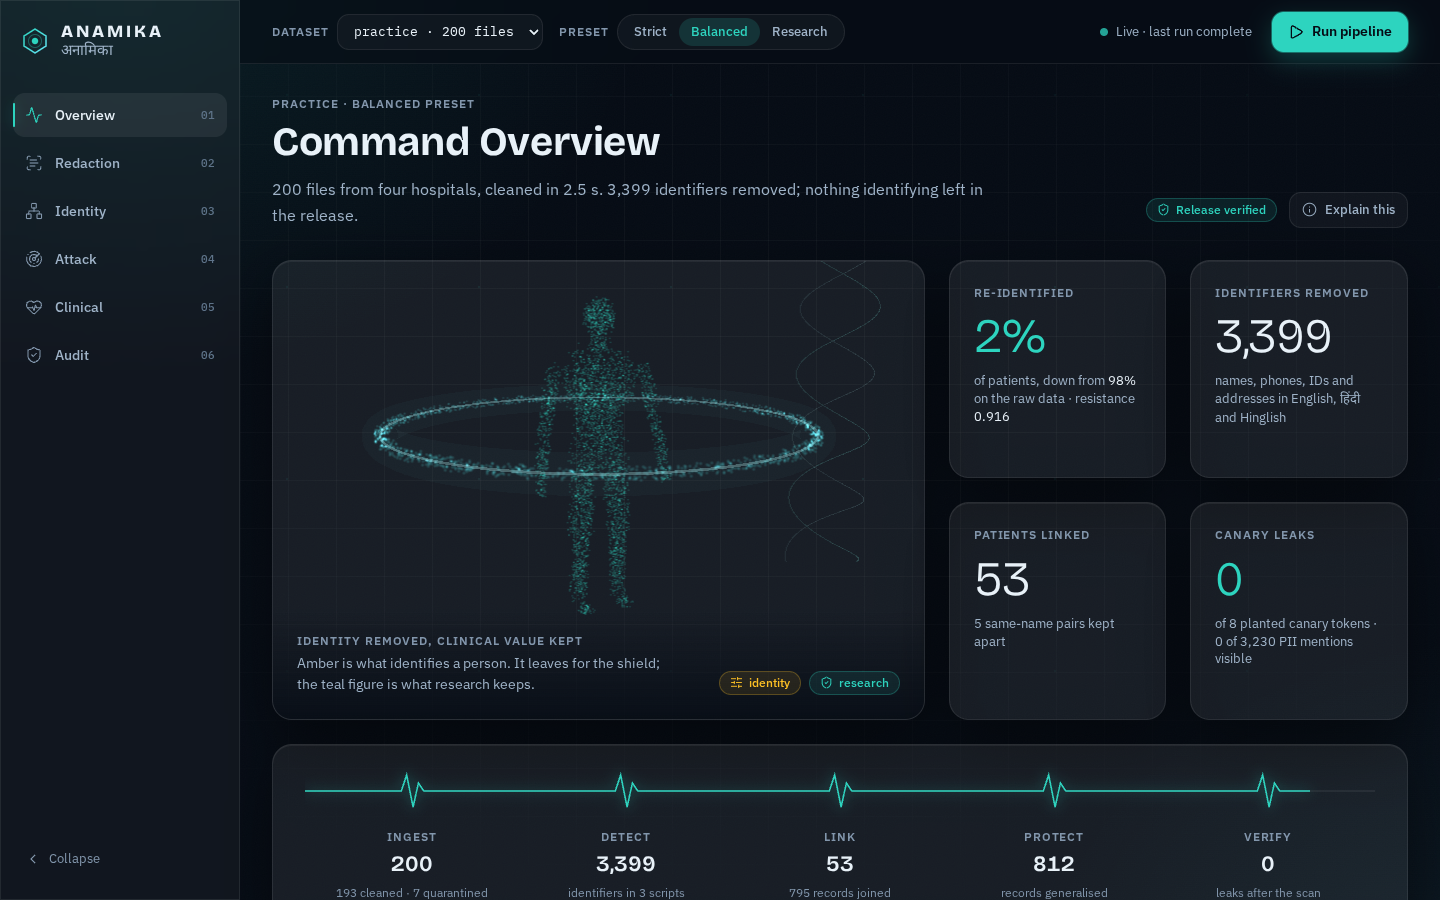 ANAMIKA
अनामिका
Overview 01
Redaction 02
Identity 03
Attack 04
Clinical 05
Audit 06
Collapse
DATASET practice · 200 files PRESET Strict Balanced Research
Live · last run complete
Run pipeline
PRACTICE · BALANCED PRESET
Command Overview
200 files from four hospitals, cleaned in 2.5 s. 3,399 identifiers removed; nothing identifying left in
the release.
Release verified
Explain this
IDENTITY REMOVED, CLINICAL VALUE KEPT
Amber is what identifies a person. It leaves for the shield;
the teal figure is what research keeps.
identity
research
RE-IDENTIFIED
2%
of patients, down from 98%
on the raw data · resistance
0.916
IDENTIFIERS REMOVED
3,399
names, phones, IDs and
addresses in English, हिंदी
and Hinglish
PATIENTS LINKED
53
5 same-name pairs kept
apart
CANARY LEAKS
0
of 8 planted canary tokens ·
0 of 3,230 PII mentions
visible
INGEST
200
193 cleaned · 7 quarantined
DETECT
3,399
identifiers in 3 scripts
LINK
53
795 records joined
PROTECT
812
records generalised
VERIFY
0
leaks after the scan